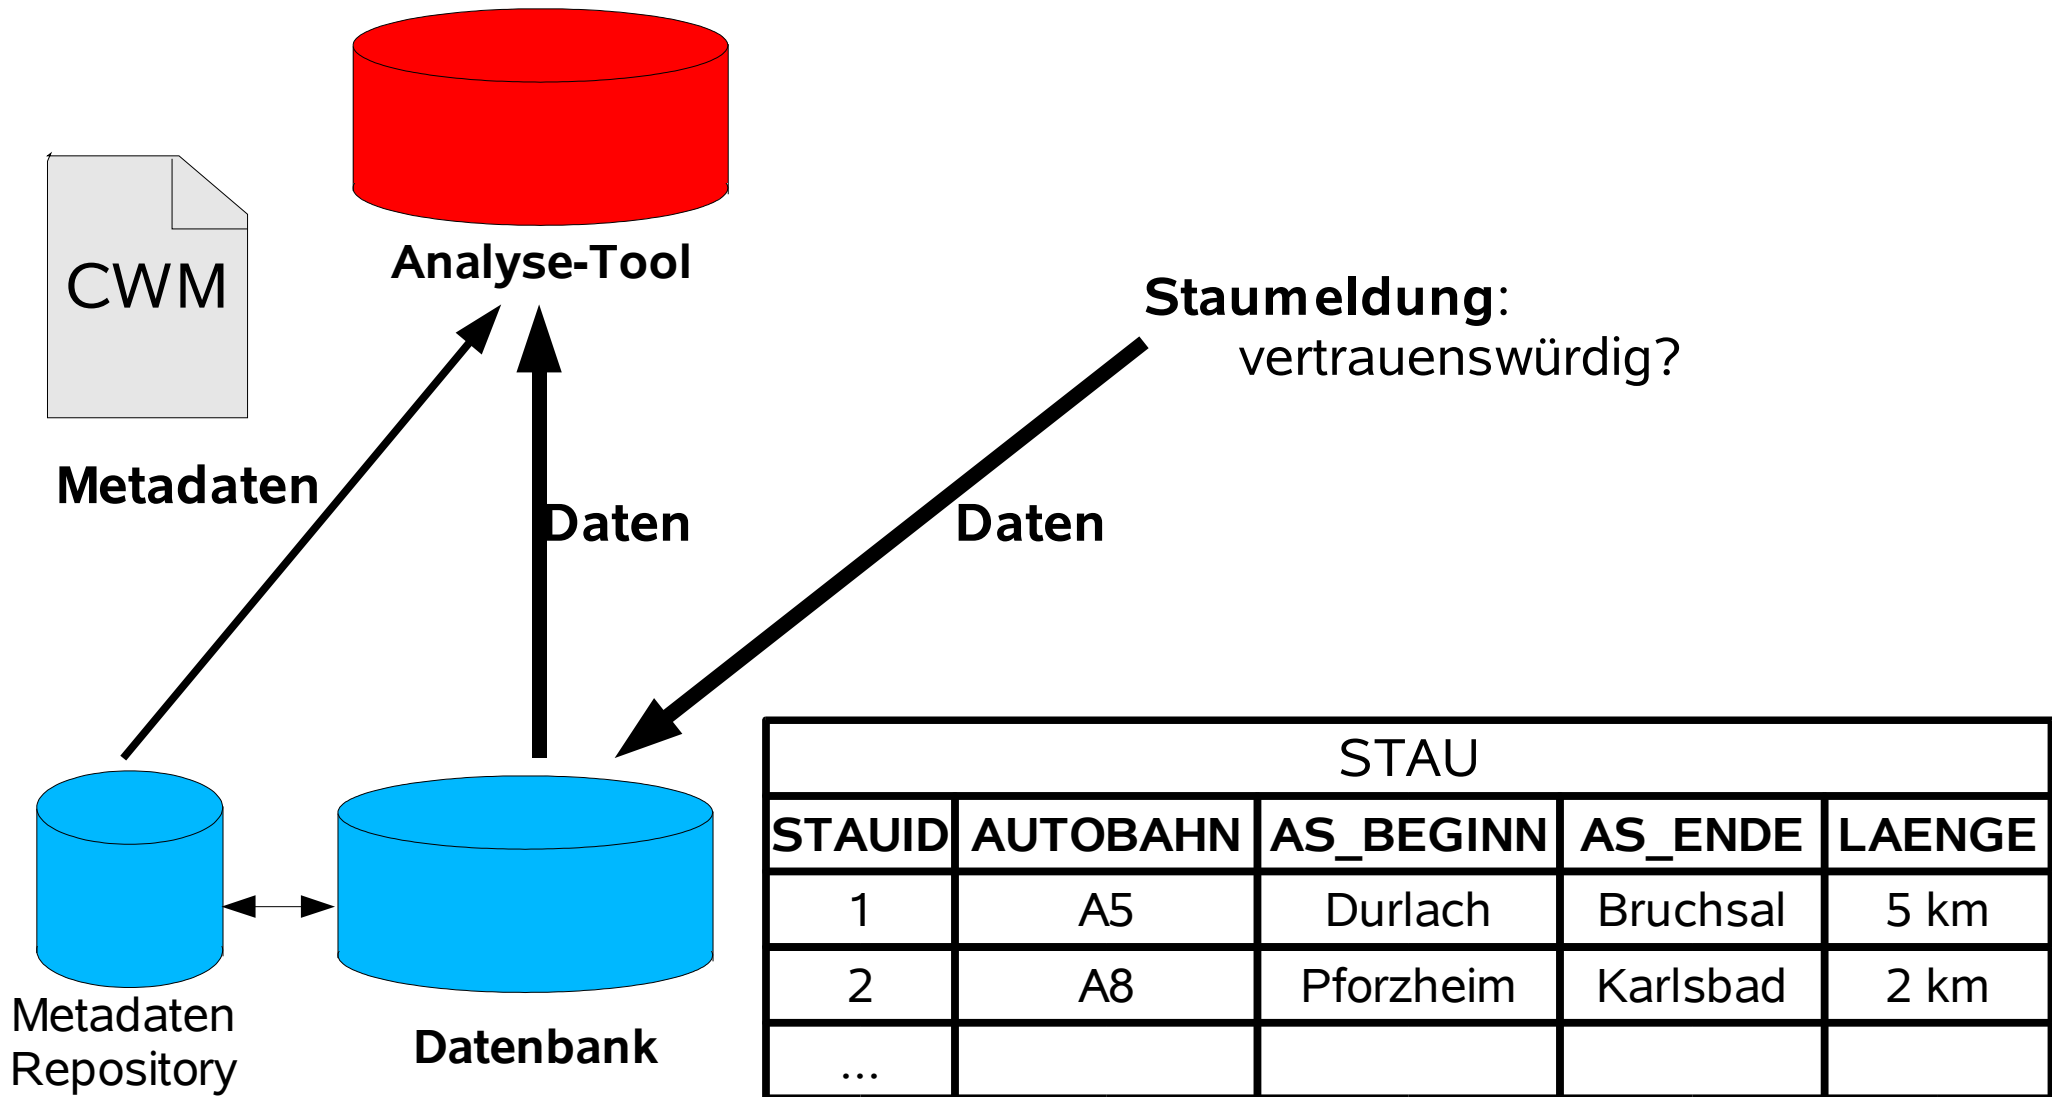 CWM
Analyse-Tool
Staumeldung:
vertrauenswürdig?
Metadaten
Daten
Daten
Metadaten
Repository
Datenbank
STAU
STAUID AUTOBAHN AS_BEGINN AS_ENDE LAENGE
1 A5 Durlach Bruchsal 5 km
2 A8 Pforzheim Karlsbad 2 km
...